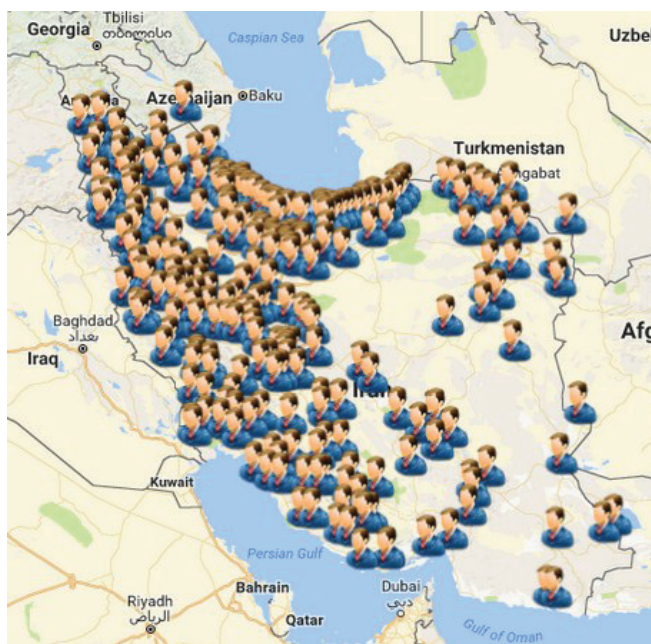 Tbilisi
Georgia
თბილისი
Caspian Sea
Uzbe
Baku
Turkmenistan
Baghdad
بغداد
Iraq
Afg
Iran
Kuwait
Persian Gulf
Bahrain
Dubai
دبي
Riyadh
الرياض
Qatar
Gulf of Oman